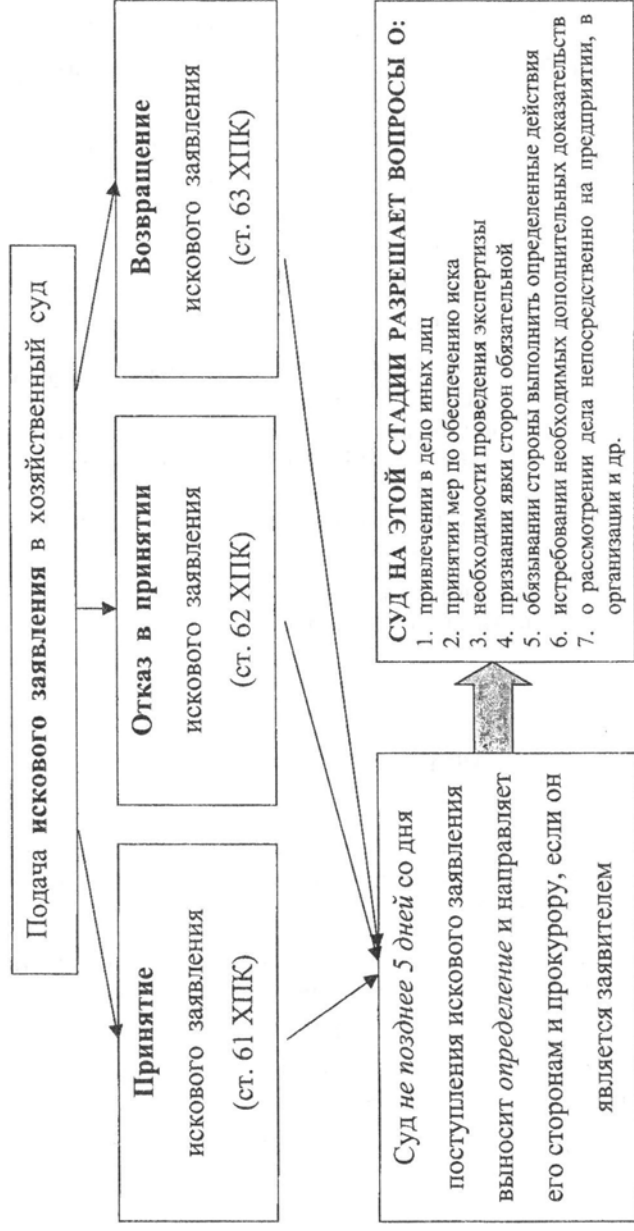 Подача искового заявления в хозяйственный суд
Принятие
искового заявления
(ст. 61 ХПК)
Отказ в принятии
искового заявления
(ст. 62 ХПК)
Возвращение
искового заявления
(ст. 63 ХПК)
Суд не позднее 5 дней со дня
поступления искового заявления
выносит определение и направляет
его сторонам и прокурору, если он
является заявителем
СУД НА ЭТОЙ СТАДИИ РАЗРЕШАЕТ ВОПРОСЫ О:
1. привлечении в дело иных лиц
2. принятии мер по обеспечению иска
3. необходимости проведения экспертизы
4. признании явки сторон обязательной
5. обязывании стороны выполнить определенные действия
6. истребовании необходимых дополнительных доказательств
7. о рассмотрении дела непосредственно на предприятии, в
организации и др.